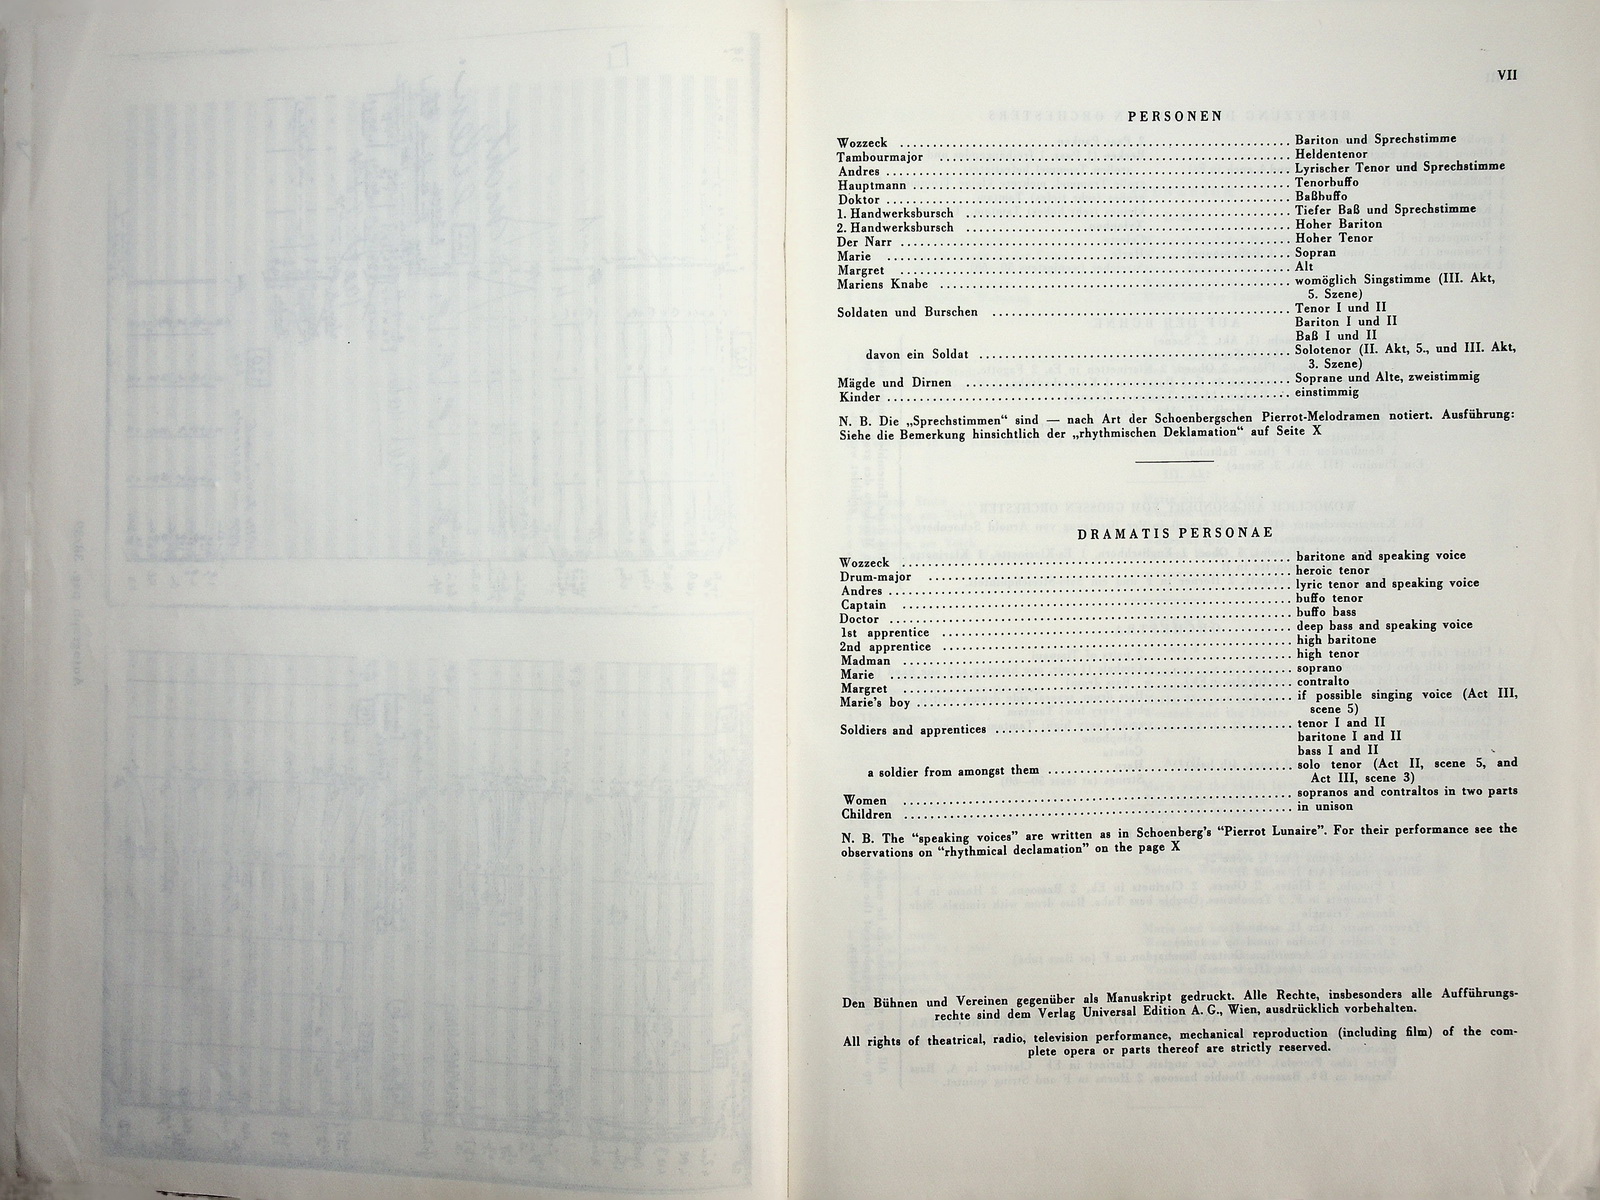 VII
PERSONEN
Wozzeck ........ Bariton und Sprechstimme
Tambourmajor ........ Heldentenor
Andres ........ Lyrischer Tenor und Sprechstimme
Hauptmann ........ Tenorbuffo
Doktor ........ Baßbuffo
1. Handwerksbursch ........ Tiefer Baß und Sprechstimme
2. Handwerksbursch ........ Hoher Bariton
Der Narr ........ Hoher Tenor
Marie ........ Sopran
Margret ........ Alt
Mariens Knabe ........ womöglich Singstimme (III. Akt,
5. Szene)
Soldaten und Burschen ........ Tenor I und II
Bariton I und II
Baß I und II
davon ein Soldat ........ Solotenor (II. Akt, 5., und III. Akt,
3. Szene)
Mägde und Dirnen ........ Soprane und Alte, zweistimmig
Kinder ........ einstimmig
N. B. Die „Sprechstimmen“ sind — nach Art der Schoenbergschen Pierrot-Melodramen notiert. Ausführung:
Siehe die Bemerkung hinsichtlich der „rhythmischen Deklamation“ auf Seite X
DRAMATIS PERSONAE
Wozzeck ........ baritone and speaking voice
Drum-major ........ heroic tenor
Andres ........ lyric tenor and speaking voice
Captain ........ buffo tenor
Doctor ........ buffo bass
1st apprentice ........ deep bass and speaking voice
2nd apprentice ........ high baritone
Madman ........ high tenor
Marie ........ soprano
Margret ........ contralto
Marie's boy ........ if possible singing voice (Act III,
scene 5)
Soldiers and apprentices ........ tenor I and II
baritone I and II
bass I and II
a soldier from amongst them ........ solo tenor (Act II, scene 5, and
Act III, scene 3)
Women ........ sopranos and contraltos in two parts
Children ........ in unison
N. B. The “speaking voices” are written as in Schoenberg's “Pierrot Lunaire”. For their performance see the
observations on “rhythmical declamation” on the page X
Den Bühnen und Vereinen gegenüber als Manuskript gedruckt. Alle Rechte, insbesonders alle Aufführungs-
rechte sind dem Verlag Universal Edition A. G., Wien, ausdrücklich vorbehalten.
All rights of theatrical, radio, television performance, mechanical reproduction (including film) of the com-
plete opera or parts thereof are strictly reserved.